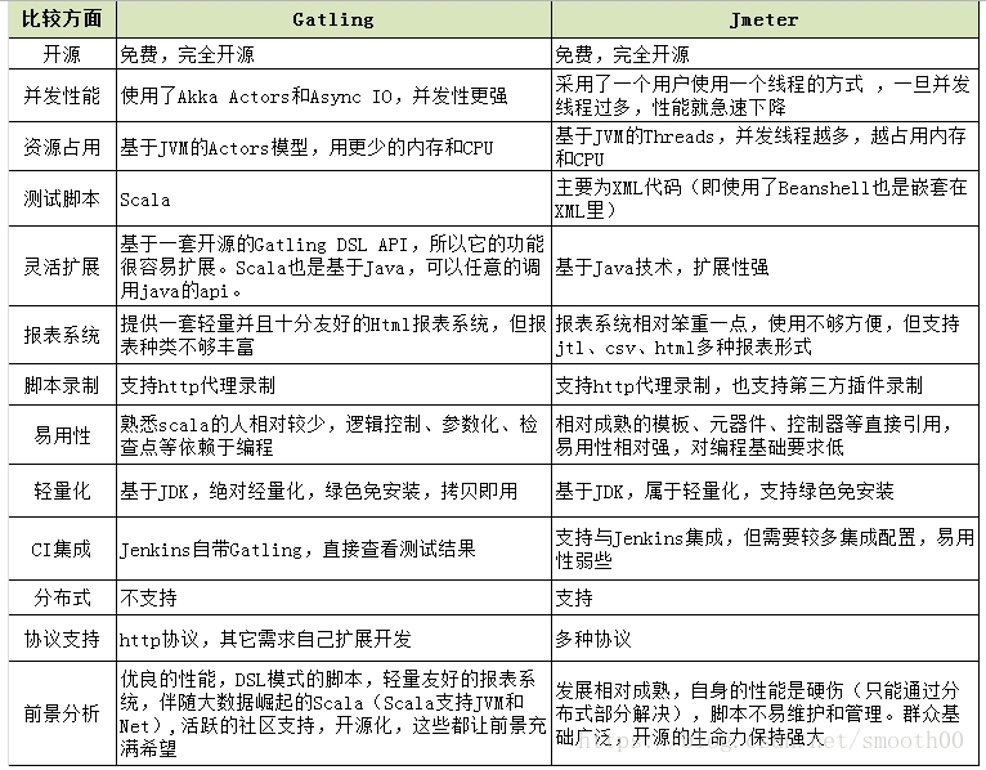 比较方面 Gatling Jmeter
开源 免费，完全开源 免费，完全开源
并发性能 使用了Akka Actors和Async IO，并发性更强 采用了一个用户使用一个线程的方式 ，一旦并发
线程过多，性能就急速下降
资源占用 基于JVM的Actors模型，用更少的内存和CPU 基于JVM的Threads，并发线程越多，越占用内存
和CPU
测试脚本 Scala 主要为XML代码（即使用了Beanshell也是嵌套在
XML里）
灵活扩展 基于一套开源的Gatling DSL API，所以它的功能
很容易扩展。Scala也是基于Java，可以任意的调
用java的api。
基于Java技术，扩展性强
报表系统 提供一套轻量并且十分友好的Html报表系统，但报
表种类不够丰富
报表系统相对笨重一点，使用不够方便，但支持
jtl、csv、html多种报表形式
脚本录制 支持http代理录制 支持http代理录制，也支持第三方插件录制
易用性 熟悉scala的人相对较少，逻辑控制、参数化、检
查点等依赖于编程
相对成熟的模板、元器件、控制器等直接引用，
易用性相对强，对编程基础要求低
轻量化 基于JDK，绝对经量化，绿色免安装，拷贝即用 基于JDK，属于轻量化，支持绿色免安装
CI集成 Jenkins自带Gatling，直接查看测试结果 支持与Jenkins集成，但需要较多集成配置，易用
性弱些
分布式 不支持 支持
协议支持 http协议，其它需求自己扩展开发 多种协议
前景分析 优良的性能，DSL模式的脚本，轻量友好的报表系
统，伴随大数据崛起的Scala（Scala支持JVM和
Net）,活跃的社区支持，开源化，这些都让前景充
满希望
发展相对成熟，自身的性能是硬伤（只能通过分
布式部分解决），脚本不易维护和管理。群众基
础广泛，开源的生命力保持强大
https://blog.csdn.net/smooth00